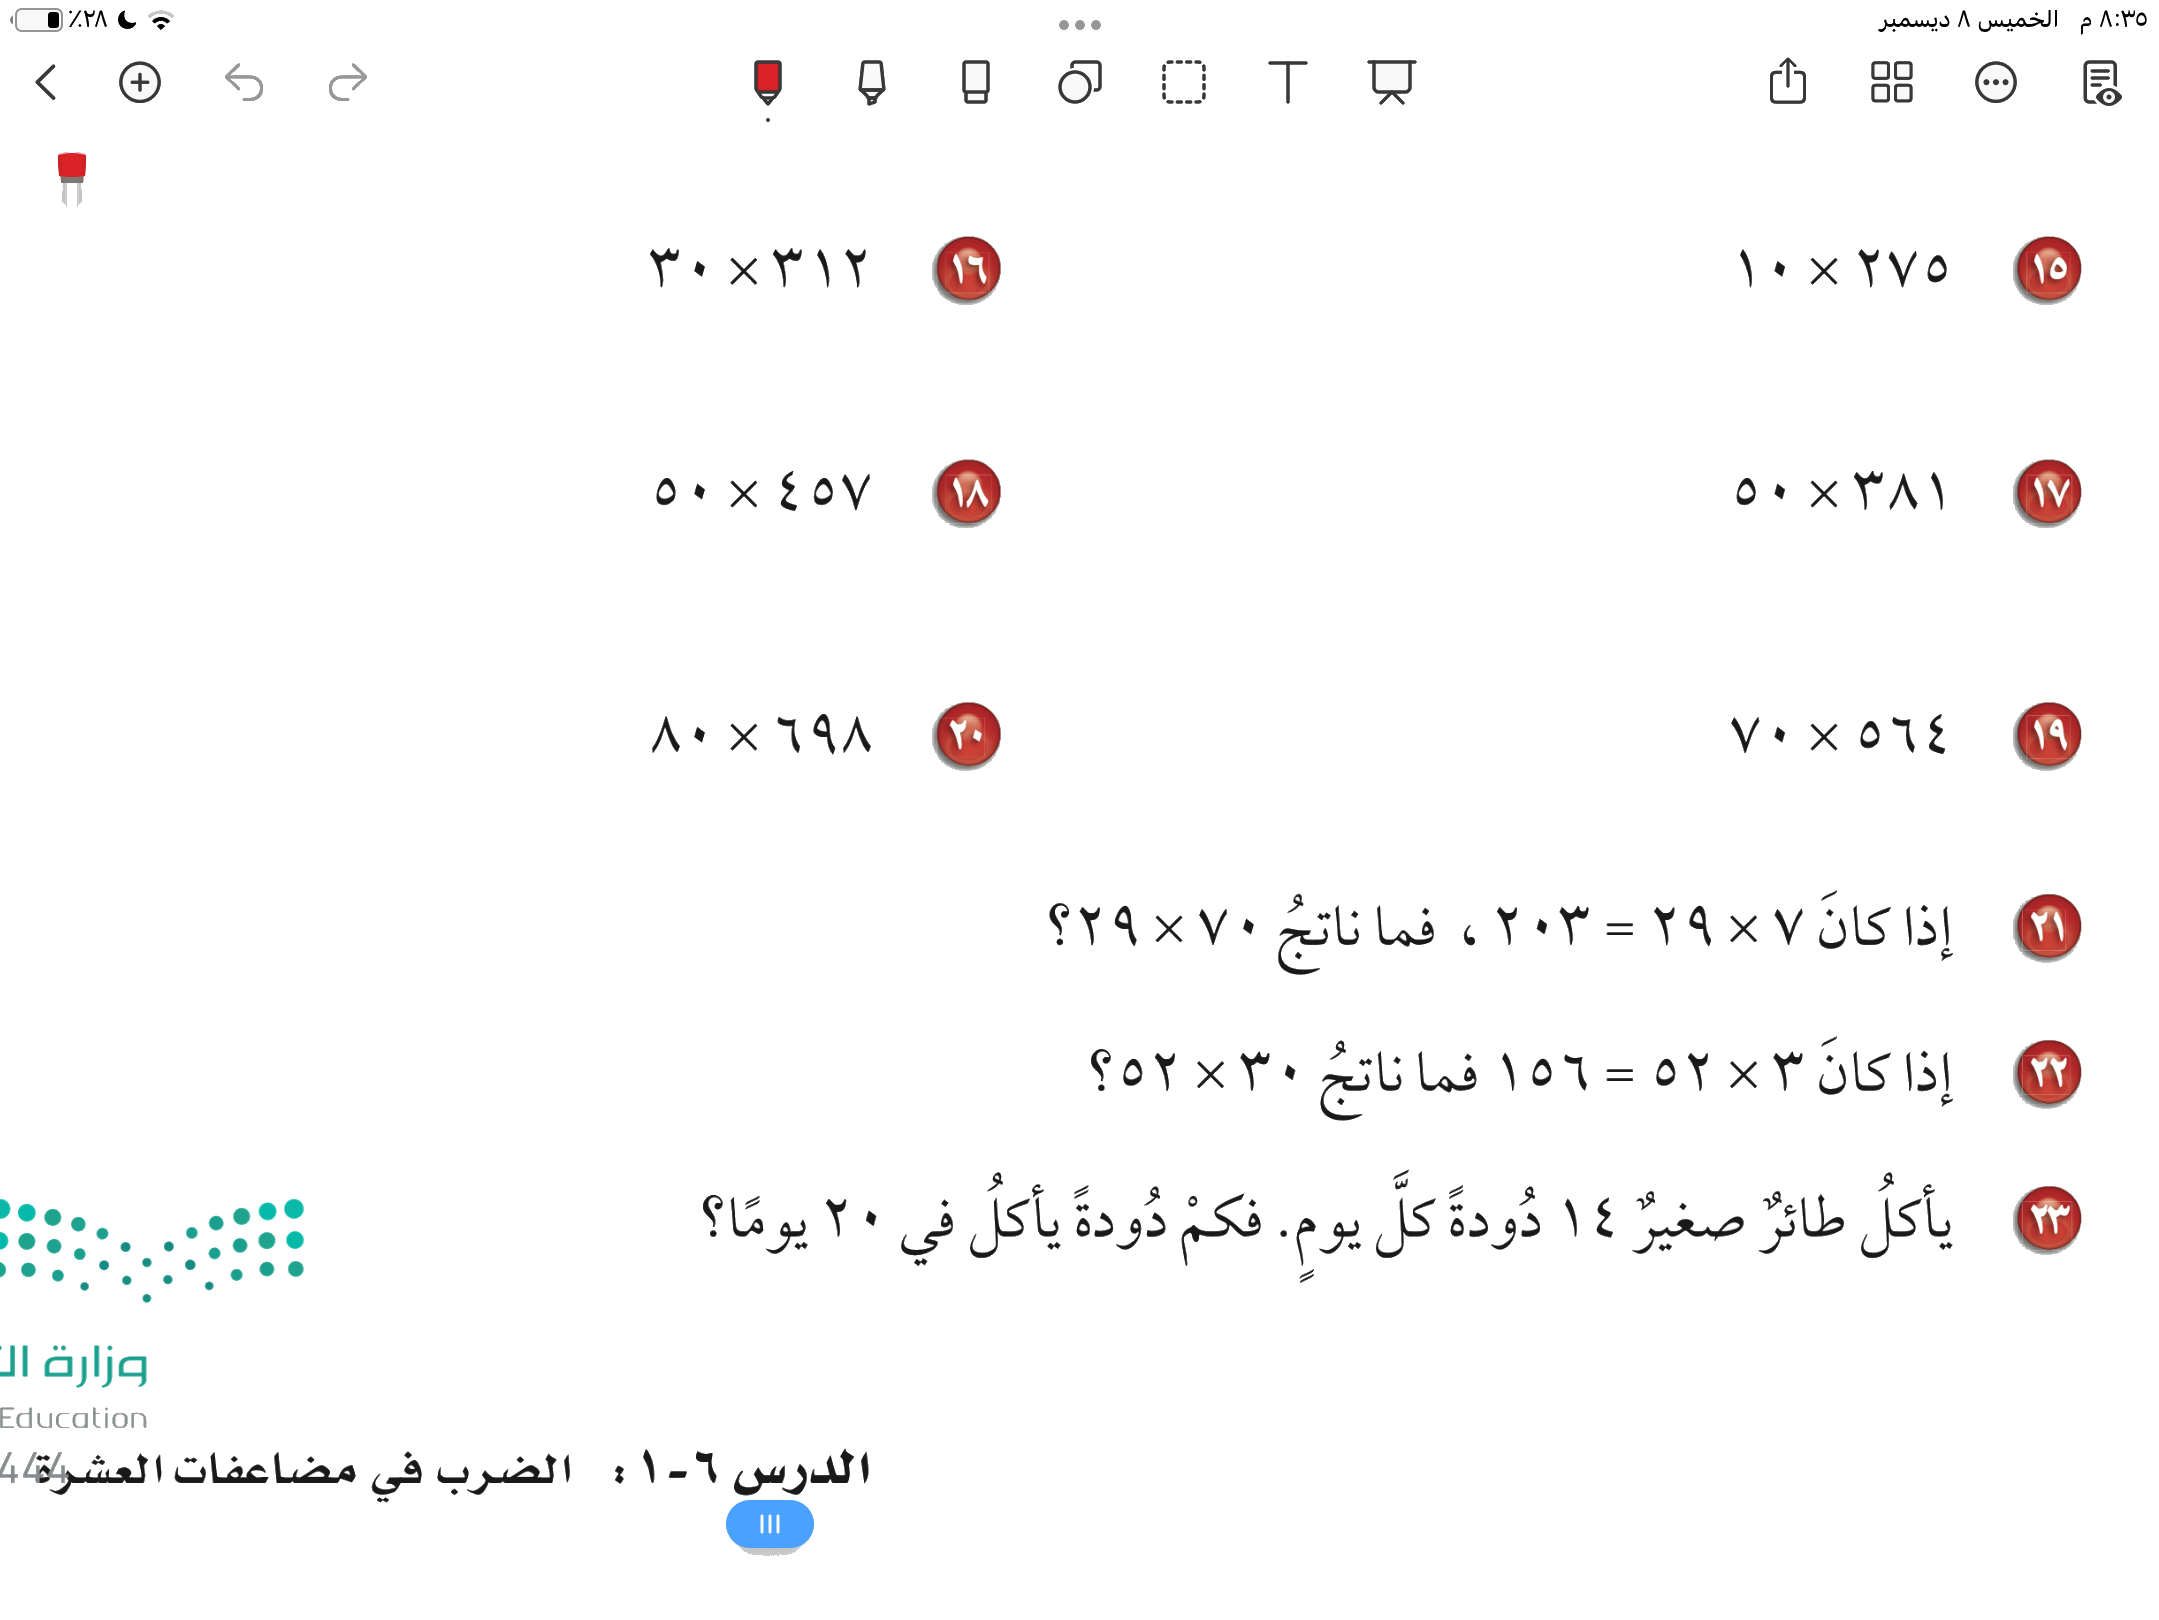 ٨:٣٥ م الخميس ٨ ديسمبر ٪٢٨
١٥ ٢٧٥ × ١٠ ١٦ ٣١٢ × ٣٠
١٧ ٣٨١ × ٥٠ ١٨ ٤٥٧ × ٥٠
١٩ ٥٦٤ × ٧٠ ٢٠ ٦٩٨ × ٨٠
٢١ إذا كانَ ٧ × ٢٩ = ٢٠٣ ، فما ناتجُ ٧٠ × ٢٩؟
٢٢ إذا كانَ ٣ × ٥٢ = ١٥٦ فما ناتجُ ٣٠ × ٥٢؟
٢٣ يأكلُ طائرٌ صغيرٌ ١٤ دُودةً كلَّ يومٍ. فكمْ دُودةً يأكلُ في ٢٠ يومًا؟
وزارة
Education
الدرس ٦-١ : الضرب في مضاعفات العشرة
444